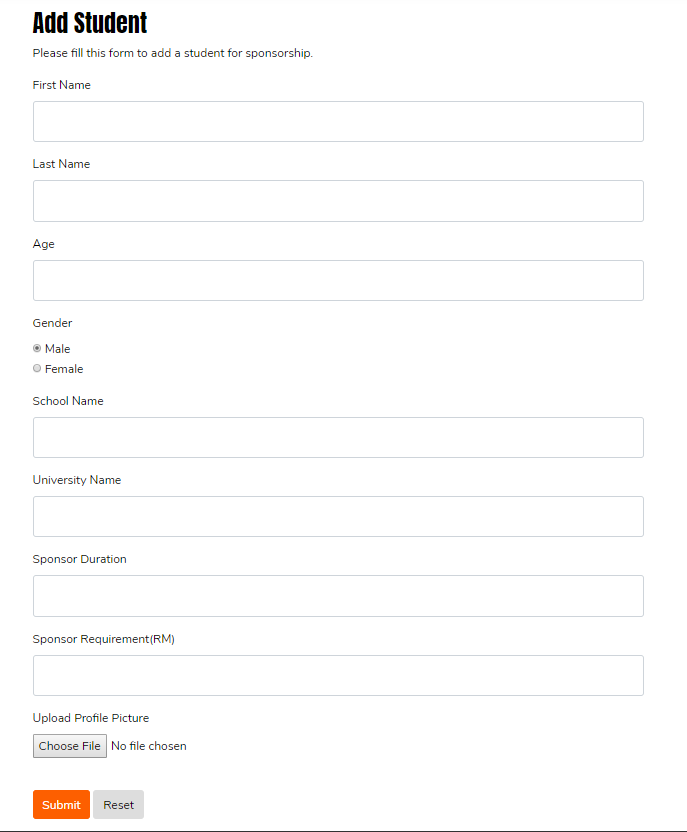 Add Student
Please fill this form to add a student for sponsorship.
First Name
Last Name
Age
Gender
Male
Female
School Name
University Name
Sponsor Duration
Sponsor Requirement(RM)
Upload Profile Picture
Choose File No file chosen
Submit Reset